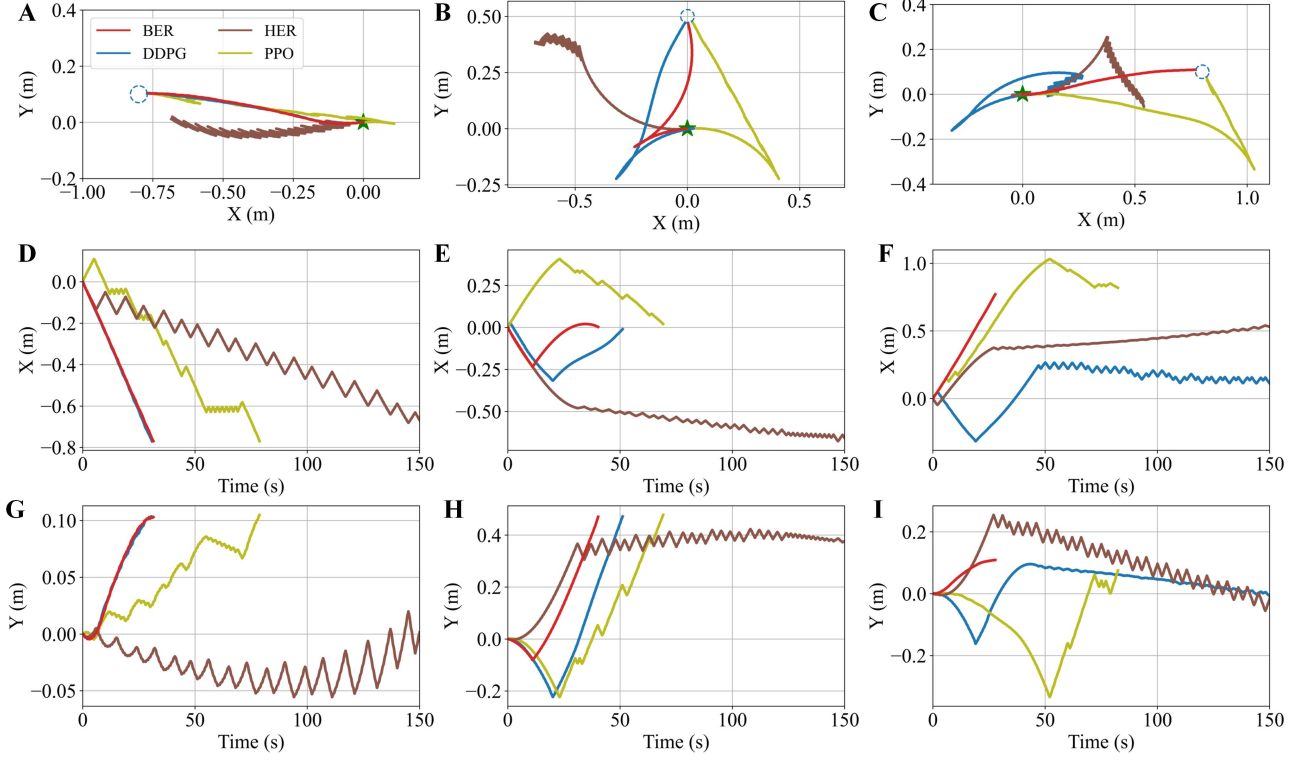 A
0.4
0.2
0.0
−0.2
Y (m)
−1.00
−0.75
−0.50
−0.25
0.00
X (m)
BER
DDPG
HER
PPO
B
0.50
0.25
0.00
−0.25
Y (m)
−0.5
0.0
0.5
X (m)
C
0.4
0.2
0.0
−0.2
−0.4
Y (m)
0.0
0.5
1.0
X (m)
D
0.0
−0.2
−0.4
−0.6
−0.8
X (m)
0
50
100
150
Time (s)
E
0.25
0.00
−0.25
−0.50
X (m)
0
50
100
150
Time (s)
F
1.0
0.5
0.0
X (m)
0
50
100
150
Time (s)
G
0.10
0.05
0.00
−0.05
Y (m)
0
50
100
150
Time (s)
H
0.4
0.2
0.0
−0.2
Y (m)
0
50
100
150
Time (s)
I
0.2
0.0
−0.2
Y (m)
0
50
100
150
Time (s)